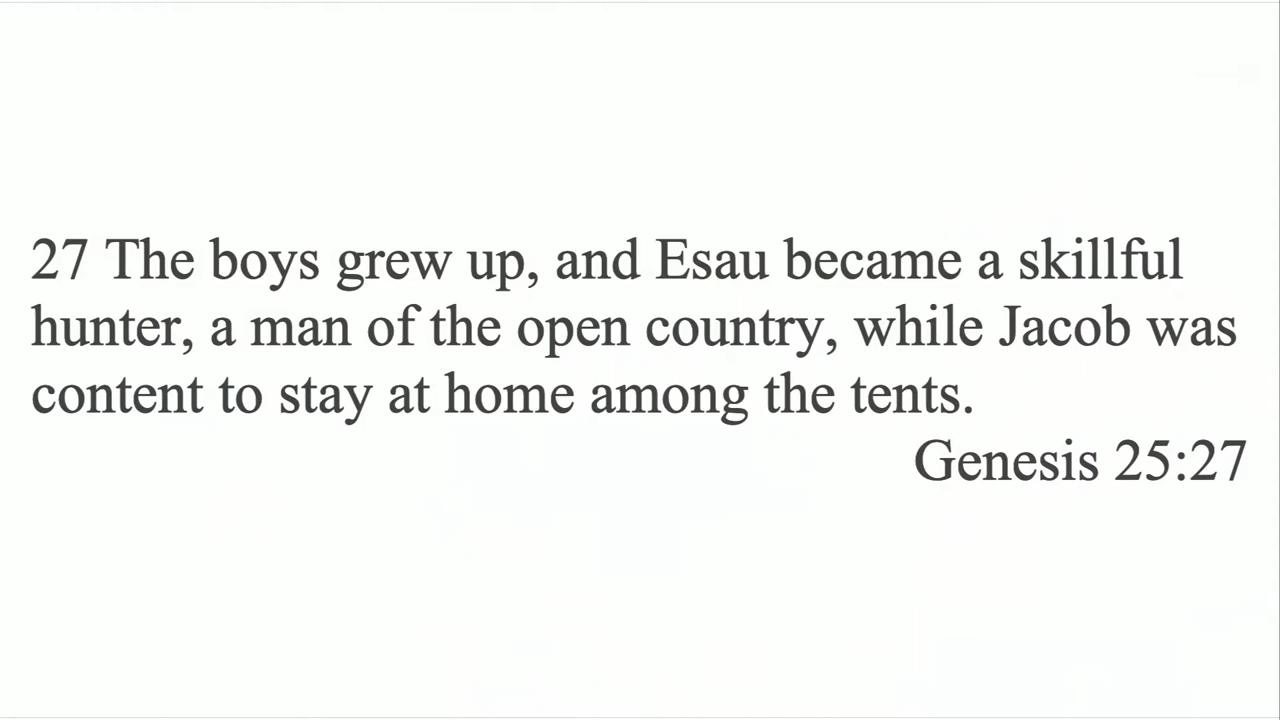 27 The boys grew up, and Esau became a skillful
hunter, a man of the open country, while Jacob was
content to stay at home among the tents.
Genesis 25:27